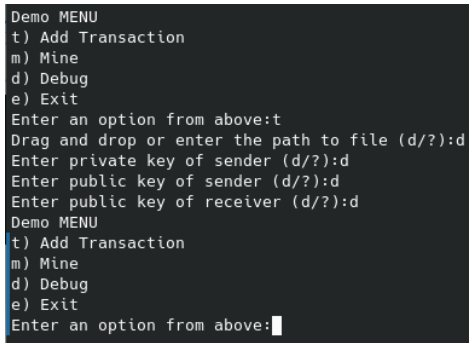 Demo MENU
t) Add Transaction
m) Mine
d) Debug
e) Exit
Enter an option from above:t
Drag and drop or enter the path to file (d/?):d
Enter private key of sender (d/?):d
Enter public key of sender (d/?):d
Enter public key of receiver (d/?):d
Demo MENU
t) Add Transaction
m) Mine
d) Debug
e) Exit
Enter an option from above: